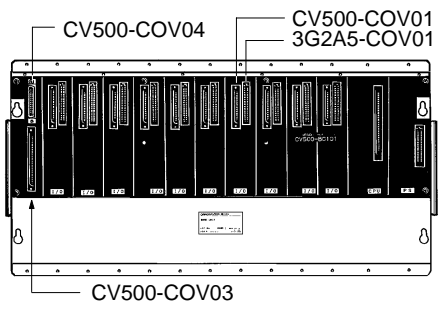 CV500-COV04
CV500-COV01
3G2A5-COV01
CV500-BC101
I/O I/O I/O I/O I/O I/O I/O I/O I/O CPU PS
CV500-COV03